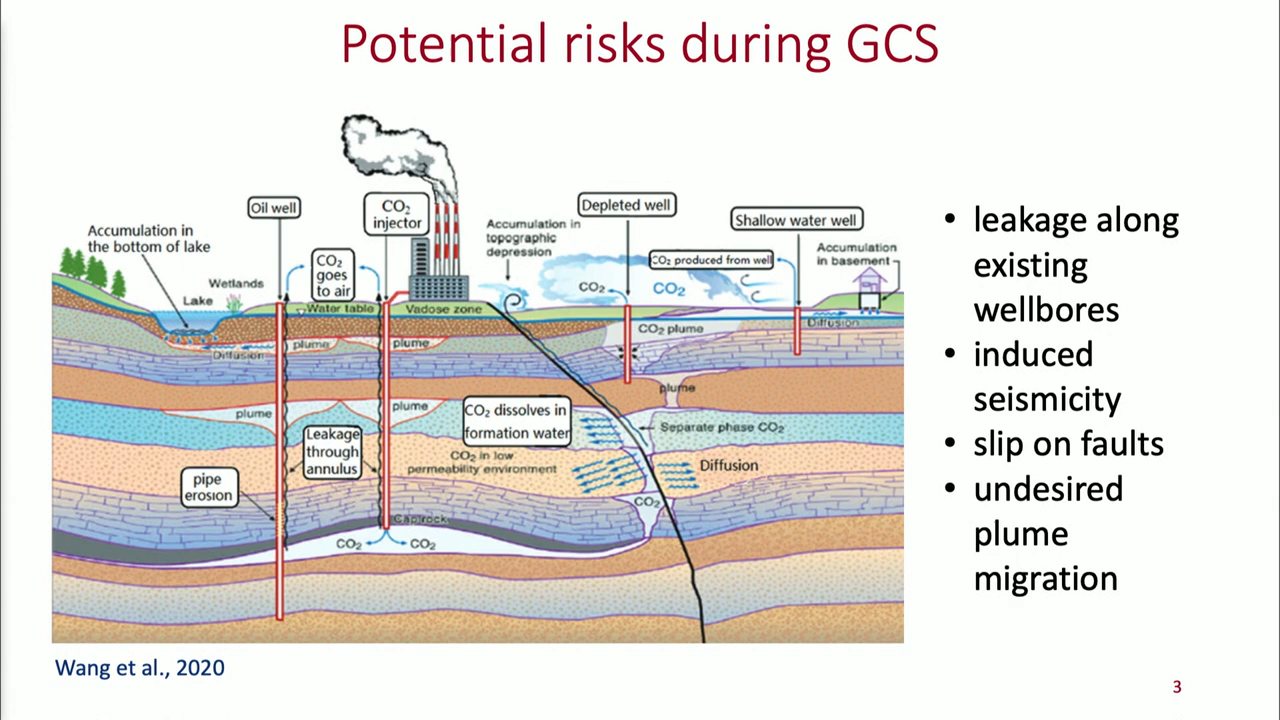 Potential risks during GCS
Oil well
CO₂
injector
Depleted well
Shallow water well
Accumulation in
the bottom of lake
CO₂
goes
to air
Accumulation in
topographic
depression
CO₂ produced from well
Accumulation
in basement
Wetlands
Lake
CO₂
CO₂
Water table
Vadose zone
Diffusion
CO₂ plume
Diffusion
plume
plume
plume
plume
plume
CO₂ dissolves in
formation water
Separate phase CO₂
Leakage
through
annulus
CO₂ in low
permeability environment
Diffusion
pipe
erosion
CO₂
Caprock
CO₂
CO₂
• leakage along
existing
wellbores
• induced
seismicity
• slip on faults
• undesired
plume
migration
Wang et al., 2020
3